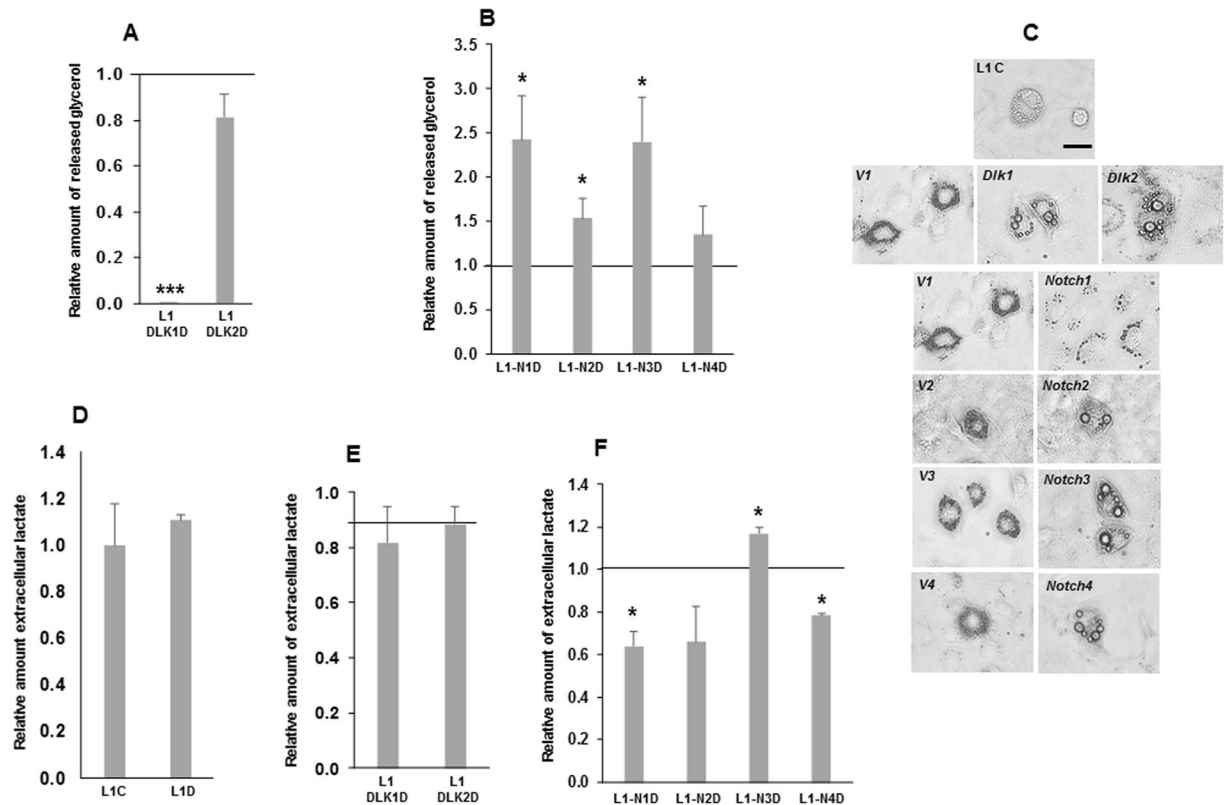 A
Relative amount of released glycerol
1.0
0.8
0.6
0.4
0.2
0.0
***
L1
DLK1D
L1
DLK2D
B
Relative amount of released glycerol
3.5
3.0
2.5
2.0
1.5
1.0
0.5
0.0
*
*
*
L1-N1D
L1-N2D
L1-N3D
L1-N4D
C
L1 C
V1
Dlk1
Dlk2
V1
Notch1
V2
Notch2
V3
Notch3
V4
Notch4
D
Relative amount extracellular lactate
1.4
1.2
1.0
0.8
0.6
0.4
0.2
0.0
L1C
L1D
E
Relative amount of extracellular lactate
1.0
0.8
0.6
0.4
0.2
0.0
L1
DLK1D
L1
DLK2D
F
Relative amount of extracellular lactate
1.4
1.2
1.0
0.8
0.6
0.4
0.2
0.0
*
*
*
L1-N1D
L1-N2D
L1-N3D
L1-N4D